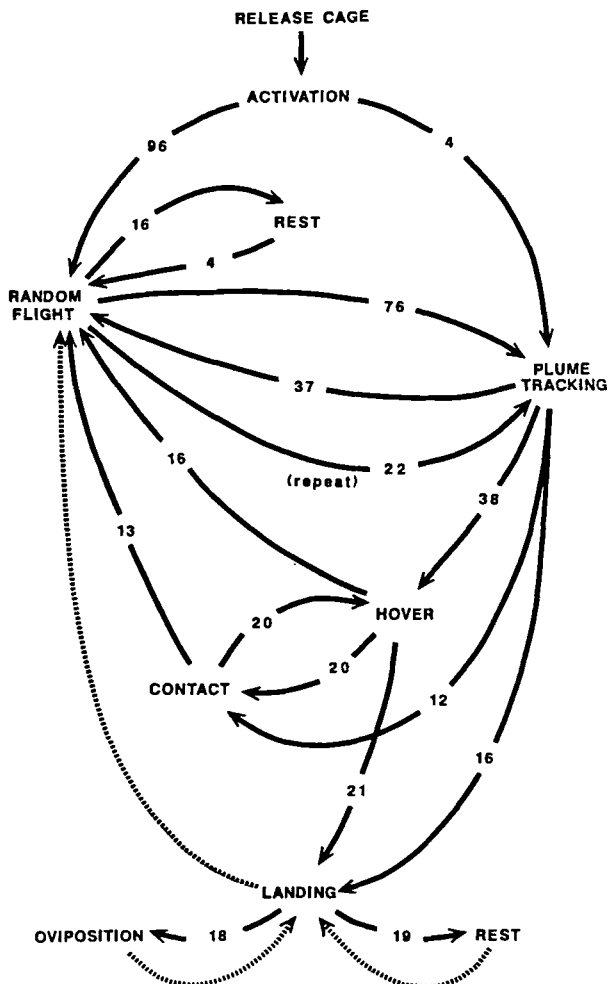 RELEASE CAGE
ACTIVATION
96
4
16
REST
4
RANDOM
FLIGHT
76
PLUME
TRACKING
37
16
(repeat) 22
38
13
20
HOVER
20
CONTACT
12
16
21
LANDING
OVIPOSITION
18
19
REST